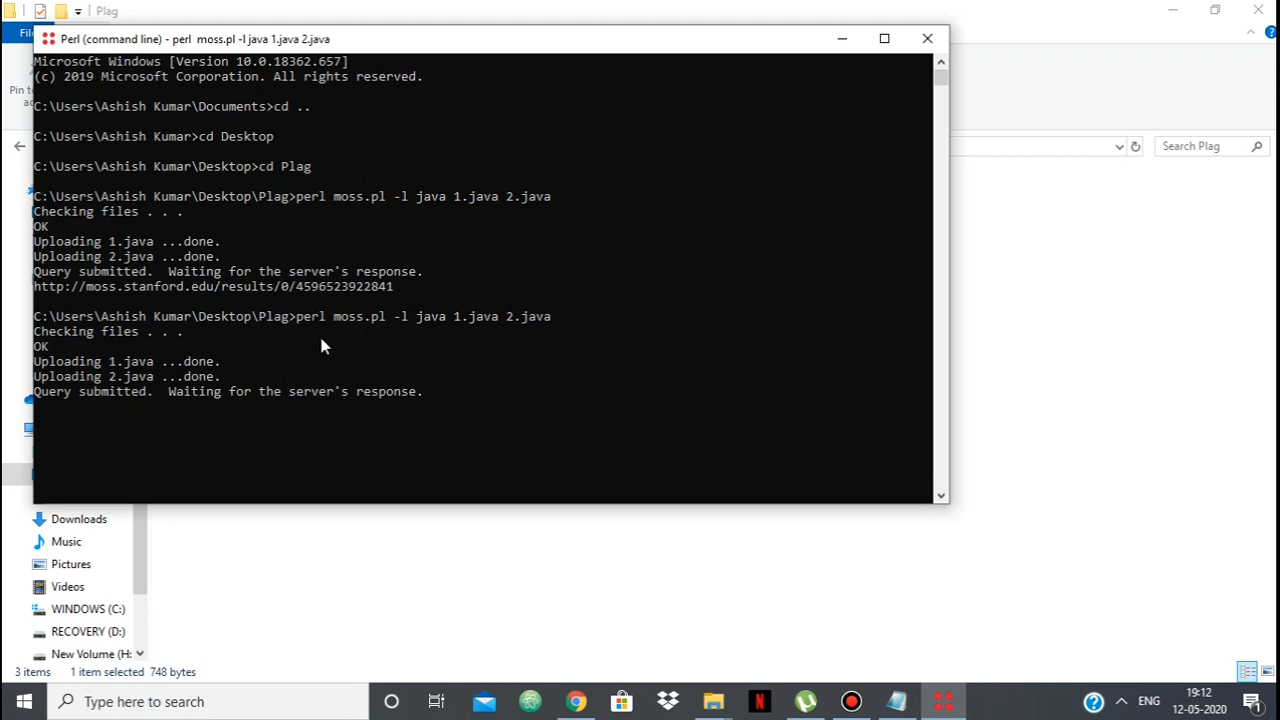 Plag
Perl (command line) - perl moss.pl -l java 1.java 2.java
Microsoft Windows [Version 10.0.18362.657]
(c) 2019 Microsoft Corporation. All rights reserved.
C:\Users\Ashish Kumar\Documents>cd ..
C:\Users\Ashish Kumar>cd Desktop
C:\Users\Ashish Kumar\Desktop>cd Plag
C:\Users\Ashish Kumar\Desktop\Plag>perl moss.pl -l java 1.java 2.java
Checking files . . .
OK
Uploading 1.java ...done.
Uploading 2.java ...done.
Query submitted.  Waiting for the server's response.
http://moss.stanford.edu/results/0/4596523922841
C:\Users\Ashish Kumar\Desktop\Plag>perl moss.pl -l java 1.java 2.java
Checking files . . .
OK
Uploading 1.java ...done.
Uploading 2.java ...done.
Query submitted.  Waiting for the server's response.
Search Plag
Downloads
Music
Pictures
Videos
WINDOWS (C:)
RECOVERY (D:)
New Volume (H:
3 items 1 item selected 748 bytes
Type here to search
ENG
19:12
12-05-2020